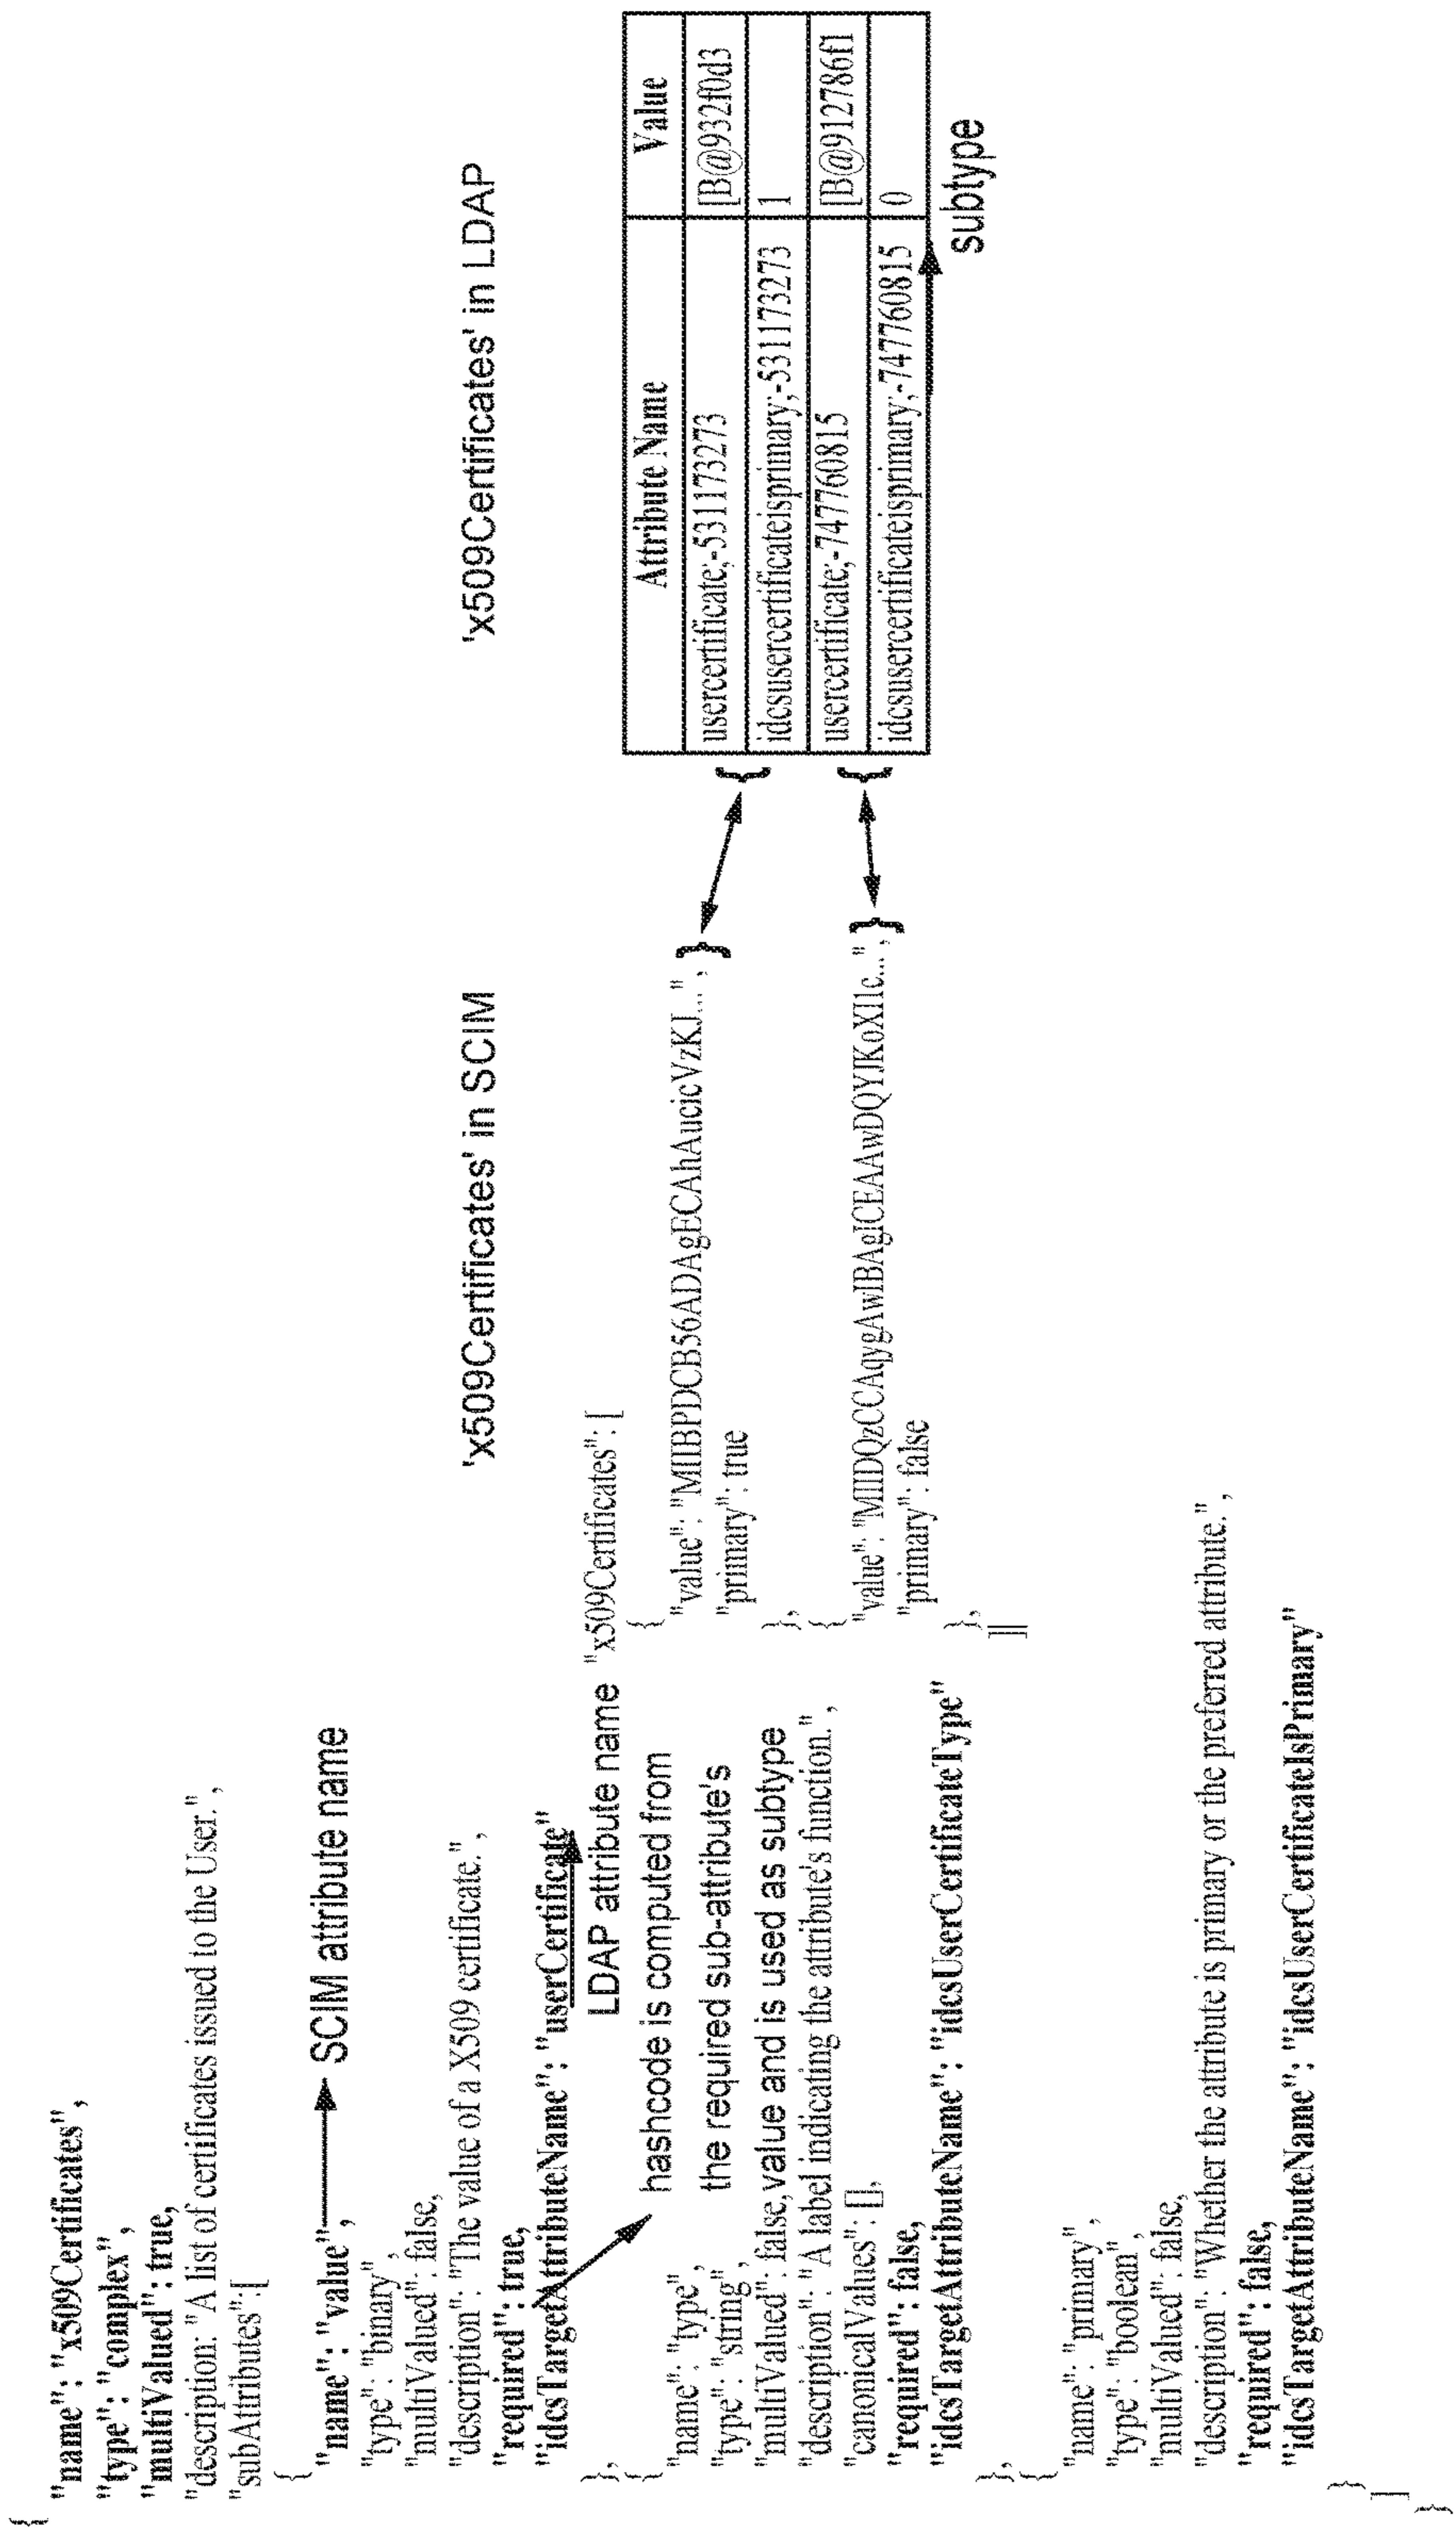 {
"name": "x509Certificates",
"type": "complex",
"multiValued": true,
"description: "A list of certificates issued to the User.",
"subAttributes":[
{
"name": "value", SCIM attribute name
"type": "binary",
"multiValued": false,
"description": "The value of a X509 certificate.",
"required": true,
"idcsTargetAttributeName": "userCertificate"
LDAP attribute name
},
{
hashcode is computed from
the required sub-attribute's
value and is used as subtype
"name": "type",
"type": "string",
"multiValued": false,
"description": "A label indicating the attribute's function.",
"canonicalValues": [],
"required": false,
"idcsTargetAttributeName": "idcsUserCertificateType"
},
{
"name": "primary",
"type": "boolean",
"multiValued": false,
"description": "Whether the attribute is primary or the preferred attribute.",
"required": false,
"idcsTargetAttributeName": "idcsUserCertificateIsPrimary"
}
]
}
'x509Certificates' in SCIM
"x509Certificates": [
{
"value": "MIIBPDCB56ADAgECAhAucicVzKJ...",
"primary": true
},
{
"value": "MIIDQzCCAqygAwIBAgICEAAwDQYJKoXI1c...",
"primary": false
},
]
'x509Certificates' in LDAP
Attribute Name Value
usercertificate;-531173273 [B@932f0d3
idcsusercertificateisprimary;-531173273 1
usercertificate;-747760815 [B@912786f1
idcsusercertificateisprimary;-747760815 0
subtype